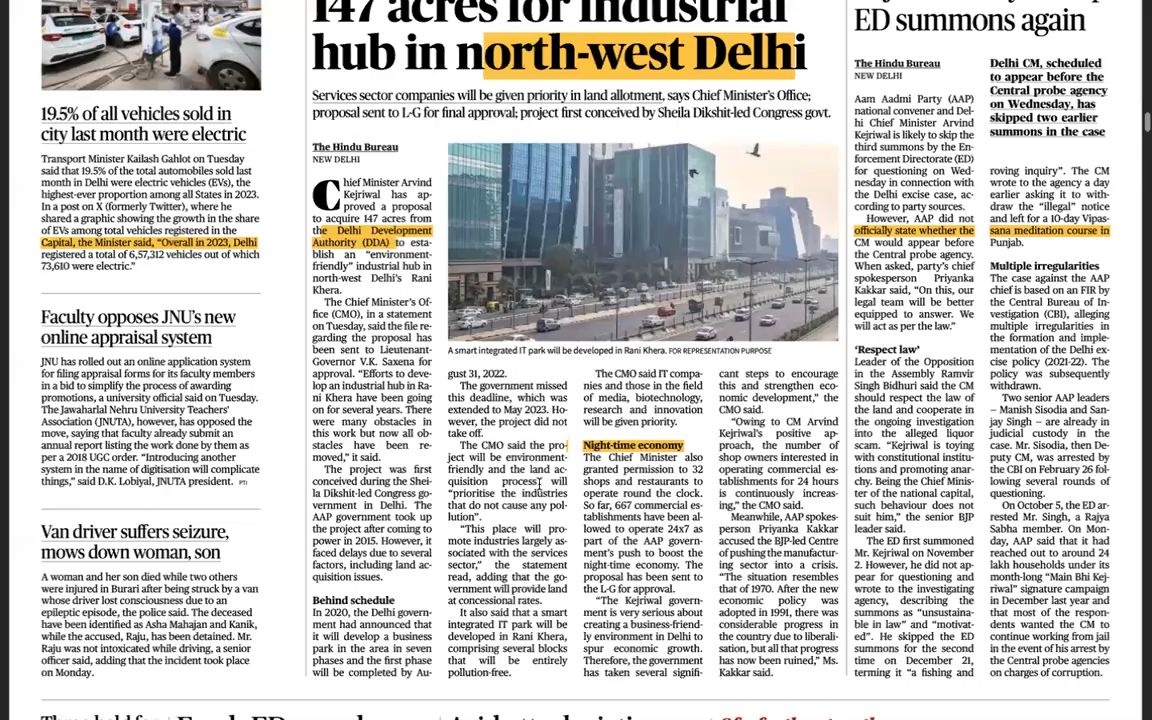 19.5% of all vehicles sold in
city last month were electric
Transport Minister Kailash Gahlot on Tuesday
said that 19.5% of the total automobiles sold last
month in Delhi were electric vehicles (EVs), the
highest-ever proportion among all States in 2023.
In a post on X (formerly Twitter), where he
shared a graphic showing the growth in the share
of EVs among total vehicles registered in the
Capital, the Minister said, “Overall in 2023, Delhi
registered a total of 6,57,312 vehicles out of which
73,610 were electric.”
Faculty opposes JNU’s new
online appraisal system
JNU has rolled out an online application system
for filing appraisal forms for its faculty members
in a bid to simplify the process of awarding
promotions, a university official said on Tuesday.
The Jawaharlal Nehru University Teachers’
Association (JNUTA), however, has opposed the
move, saying that faculty already submit an
annual report listing the work done by them as
per a 2018 UGC order. “Introducing another
system in the name of digitisation will complicate
things,” said D.K. Lobiyal, JNUTA president. PTI
Van driver suffers seizure,
mows down woman, son
A woman and her son died while two others
were injured in Burari after being struck by a van
whose driver lost consciousness due to an
epileptic episode, the police said. The deceased
have been identified as Asha Mahajan and Kanik,
while the accused, Raju, has been detained. Mr.
Raju was not intoxicated while driving, a senior
officer said, adding that the incident took place
on Monday.
147 acres for industrial
hub in north-west Delhi
Services sector companies will be given priority in land allotment, says Chief Minister’s Office;
proposal sent to L-G for final approval; project first conceived by Sheila Dikshit-led Congress govt.
The Hindu Bureau
NEW DELHI
Chief Minister Arvind
Kejriwal has ap-
proved a proposal
to acquire 147 acres from
the Delhi Development
Authority (DDA) to esta-
blish an “environment-
friendly” industrial hub in
north-west Delhi’s Rani
Khera.
The Chief Minister’s Of-
fice (CMO), in a statement
on Tuesday, said the file re-
garding the proposal has
been sent to Lieutenant-
Governor V.K. Saxena for
approval. “Efforts to deve-
lop an industrial hub in Ra-
ni Khera have been going
on for several years. There
were many obstacles in
this work but now all ob-
stacles have been re-
moved,” it said.
The project was first
conceived during the Shei-
la Dikshit-led Congress go-
vernment in Delhi. The
AAP government took up
the project after coming to
power in 2015. However, it
faced delays due to several
factors, including land ac-
quisition issues.
Behind schedule
In 2020, the Delhi govern-
ment had announced that
it will develop a business
park in the area in seven
phases and the first phase
will be completed by Au-
A smart integrated IT park will be developed in Rani Khera. FOR REPRESENTATION PURPOSE
gust 31, 2022.
The government missed
this deadline, which was
extended to May 2023. Ho-
wever, the project did not
take off.
The CMO said the pro-
ject will be environment-
friendly and the land ac-
quisition process will
“prioritise the industries
that do not cause any pol-
lution”.
“This place will pro-
mote industries largely as-
sociated with the services
sector,” the statement
read, adding that the go-
vernment will provide land
at concessional rates.
It also said that a smart
integrated IT park will be
developed in Rani Khera,
comprising several blocks
that will be entirely
pollution-free.
The CMO said IT compa-
nies and those in the field
of media, biotechnology,
research and innovation
will be given priority.
Night-time economy
The Chief Minister also
granted permission to 32
shops and restaurants to
operate round the clock.
So far, 667 commercial es-
tablishments have been al-
lowed to operate 24x7 as
part of the AAP govern-
ment’s push to boost the
night-time economy. The
proposal has been sent to
the L-G for approval.
“The Kejriwal govern-
ment is very serious about
creating a business-friend-
ly environment in Delhi to
spur economic growth.
Therefore, the government
has taken several signifi-
cant steps to encourage
this and strengthen eco-
nomic development,” the
CMO said.
“Owing to CM Arvind
Kejriwal’s positive ap-
proach, the number of
shop owners interested in
operating commercial es-
tablishments for 24 hours
is continuously increas-
ing,” the CMO said.
Meanwhile, AAP spokes-
person Priyanka Kakkar
accused the BJP-led Centre
of pushing the manufactur-
ing sector into a crisis.
“The situation resembles
that of 1970. After the new
economic policy was
adopted in 1991, there was
considerable progress in
the country due to liberali-
sation, but all that progress
has now been ruined,” Ms.
Kakkar said.
ED summons again
The Hindu Bureau
NEW DELHI
Delhi CM, scheduled
to appear before the
Central probe agency
on Wednesday, has
skipped two earlier
summons in the case
Aam Aadmi Party (AAP)
national convener and Del-
hi Chief Minister Arvind
Kejriwal is likely to skip the
third summons by the En-
forcement Directorate (ED)
for questioning on Wed-
nesday in connection with
the Delhi excise case, ac-
cording to party sources.
However, AAP did not
officially state whether the
CM would appear before
the Central probe agency.
When asked, party’s chief
spokesperson Priyanka
Kakkar said, “On this, our
legal team will be better
equipped to answer. We
will act as per the law.”
‘Respect law’
Leader of the Opposition
in the Assembly Ramvir
Singh Bidhuri said the CM
should respect the law of
the land and cooperate in
the ongoing investigation
into the alleged liquor
scam. “Kejriwal is toying
with constitutional institu-
tions and promoting anar-
chy. Being the Chief Minis-
ter of the national capital,
such behaviour does not
suit him,” the senior BJP
leader said.
The ED first summoned
Mr. Kejriwal on November
2. However, he did not ap-
pear for questioning and
wrote to the investigating
agency, describing the
summons as “unsustaina-
ble in law” and “motivat-
ed”. He skipped the ED
summons for the second
time on December 21,
terming it “a fishing and
roving inquiry”. The CM
wrote to the agency a day
earlier asking it to with-
draw the “illegal” notice
and left for a 10-day Vipas-
sana meditation course in
Punjab.
Multiple irregularities
The case against the AAP
chief is based on an FIR by
the Central Bureau of In-
vestigation (CBI), alleging
multiple irregularities in
the formation and imple-
mentation of the Delhi ex-
cise policy (2021-22). The
policy was subsequently
withdrawn.
Two senior AAP leaders
— Manish Sisodia and San-
jay Singh — are already in
judicial custody in the
case. Mr. Sisodia, then De-
puty CM, was arrested by
the CBI on February 26 fol-
lowing several rounds of
questioning.
On October 5, the ED ar-
rested Mr. Singh, a Rajya
Sabha member. On Mon-
day, AAP said that it had
reached out to around 24
lakh households under its
month-long “Main Bhi Kej-
riwal” signature campaign
in December last year and
that most of the respon-
dents wanted the CM to
continue working from jail
in the event of his arrest by
the Central probe agencies
on charges of corruption.